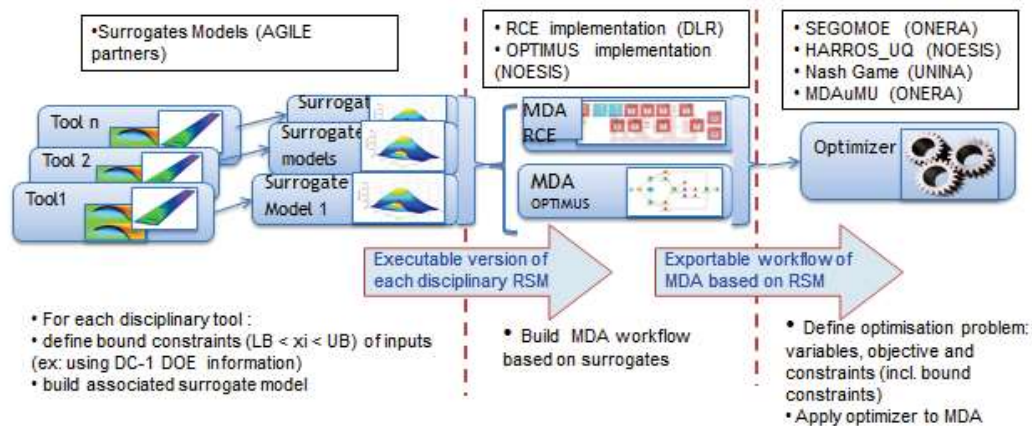 •Surrogates Models (AGILE
partners)
• RCE implementation (DLR)
• OPTIMUS implementation
(NOESIS)
• SEGOMOE (ONERA)
• HARROS_UQ (NOESIS)
• Nash Game (UNINA)
• MDAuMU (ONERA)
Tool n
Tool 2
Tool1
Surrogat
Surrogate
models
Surrogate
Model 1
MDA
RCE
MDA
OPTIMUS
Optimizer
Executable version of
each disciplinary RSM
Exportable workflow of
MDA based on RSM
• For each disciplinary tool :
• define bound constraints (LB < xi < UB) of inputs
(ex: using DC-1 DOE information)
• build associated surrogate model
• Build MDA workflow
based on surrogates
• Define optimisation problem:
variables, objective and
constraints (incl. bound
constraints)
• Apply optimizer to MDA